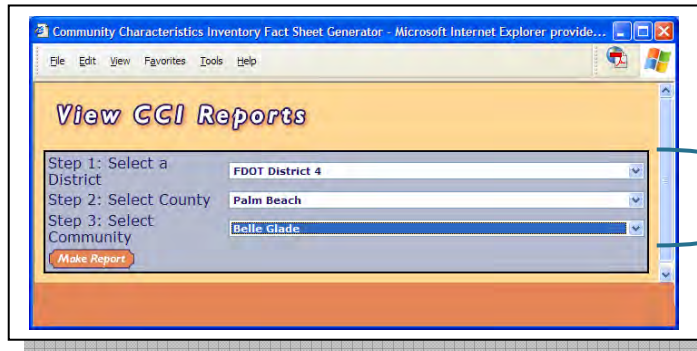 Community Characteristics Inventory Fact Sheet Generator - Microsoft Internet Explorer provide...
File Edit View Favorites Tools Help
View CCI Reports
Step 1: Select a
District
FDOT District 4
Step 2: Select County
Palm Beach
Step 3: Select
Community
Belle Glade
Make Report